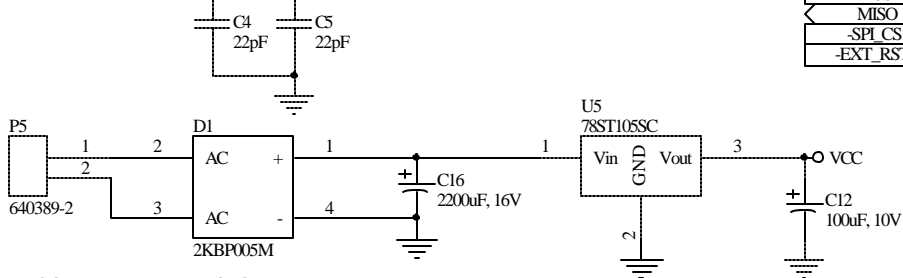 C4
22pF
C5
22pF
MISO
-SPI_CS
-EXT_RST
P5
1
2
640389-2
D1
2
3
AC
AC
+
-
1
4
2KBP005M
+
C16
2200uF, 16V
U5
78ST105SC
1
Vin
GND
Vout
3
2
VCC
+
C12
100uF, 10V